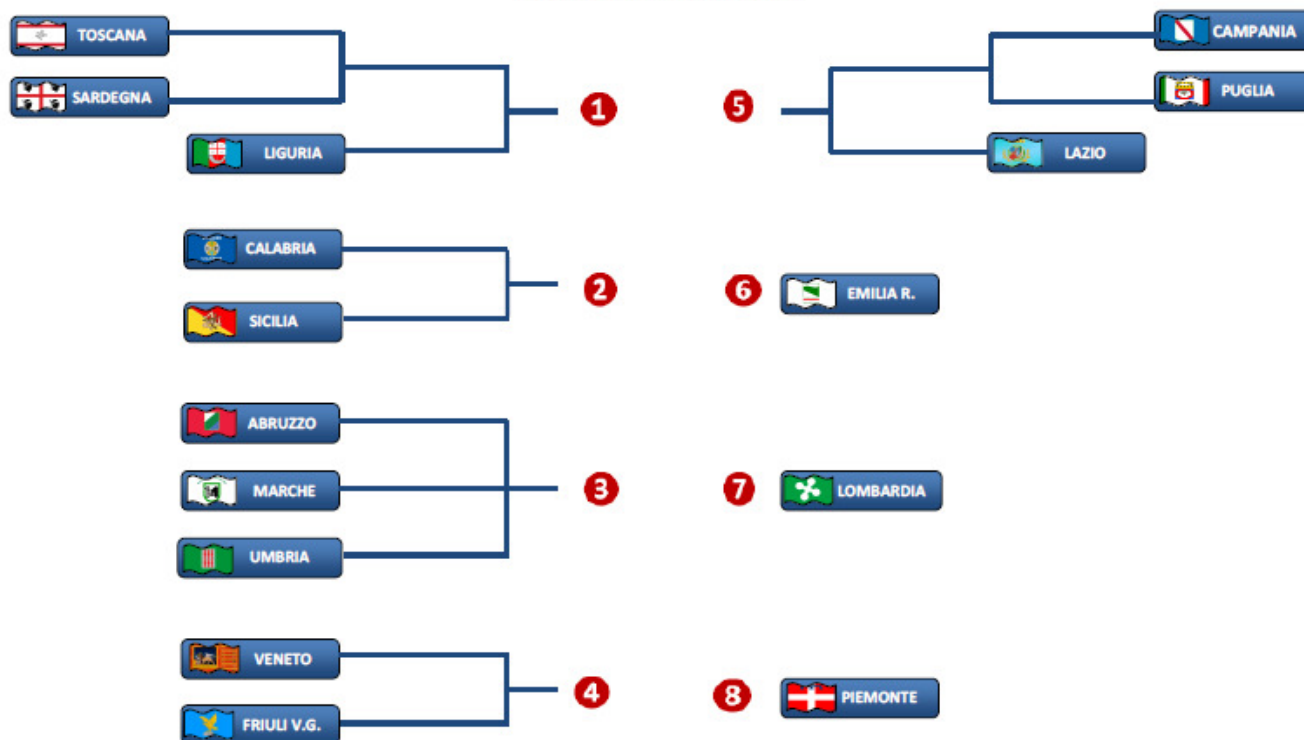 TOSCANA
SARDEGNA
LIGURIA
1
CALABRIA
SICILIA
2
ABRUZZO
MARCHE
UMBRIA
3
VENETO
FRIULI V.G.
4
CAMPANIA
PUGLIA
LAZIO
5
6
EMILIA R.
7
LOMBARDIA
8
PIEMONTE